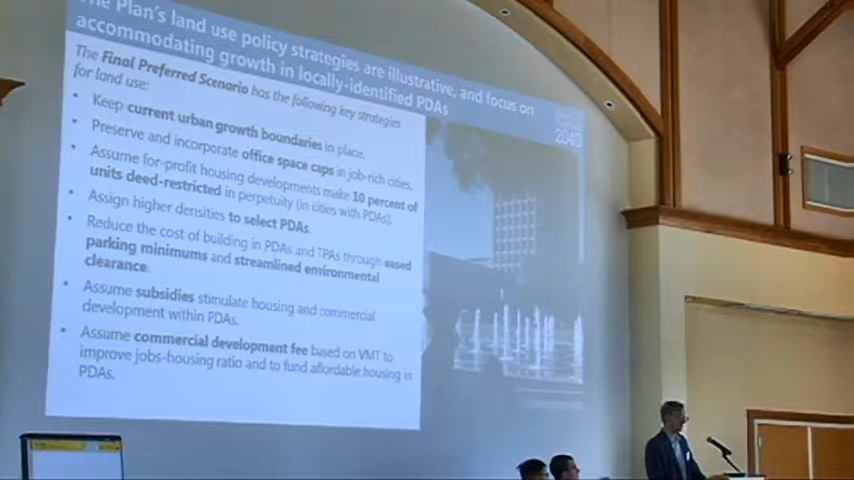 The Plan's land use policy strategies are illustrative, and focus on
accommodating growth in locally-identified PDAs
2040
The Final Preferred Scenario has the following key strategies
for land use:
• Keep current urban growth boundaries in place.
• Preserve and incorporate office space caps in job-rich cities.
• Assume for-profit housing developments make 10 percent of
units deed-restricted in perpetuity (in cities with PDAs).
• Assign higher densities to select PDAs.
• Reduce the cost of building in PDAs and TPAs through eased
parking minimums and streamlined environmental
clearance.
• Assume subsidies stimulate housing and commercial
development within PDAs.
• Assume commercial development fee based on VMT to
improve jobs-housing ratio and to fund affordable housing in
PDAs.